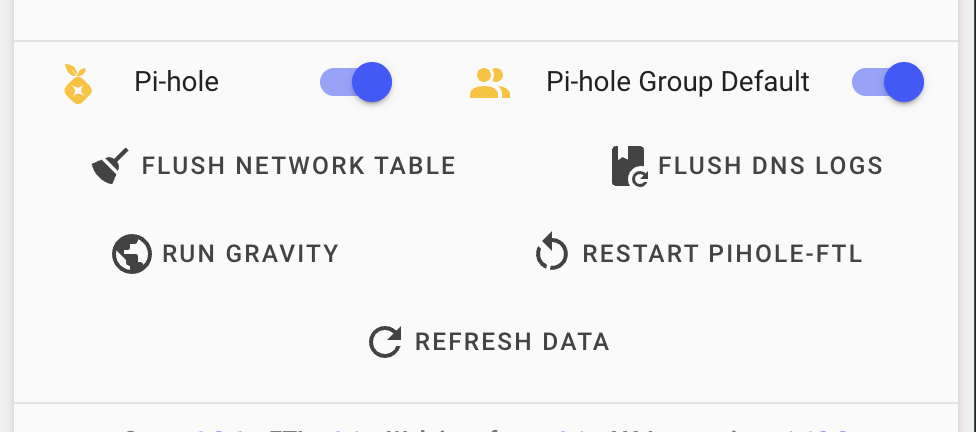 Pi-hole Pi-hole Group Default
FLUSH NETWORK TABLE FLUSH DNS LOGS
RUN GRAVITY RESTART PIHOLE-FTL
REFRESH DATA